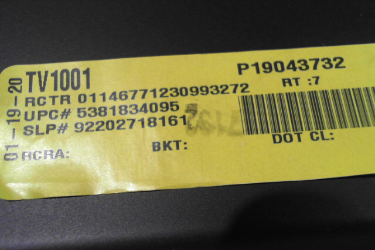 01-19-20
TV1001
P19043732
RCTR 01146771230993272
RT :7
UPC# 5381834095
SLP# 92202718161
RCRA:
BKT:
DOT CL: